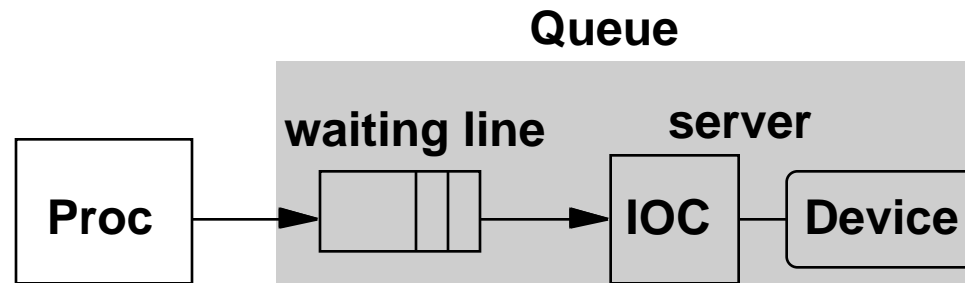 Queue
waiting line
server
Proc
IOC
Device